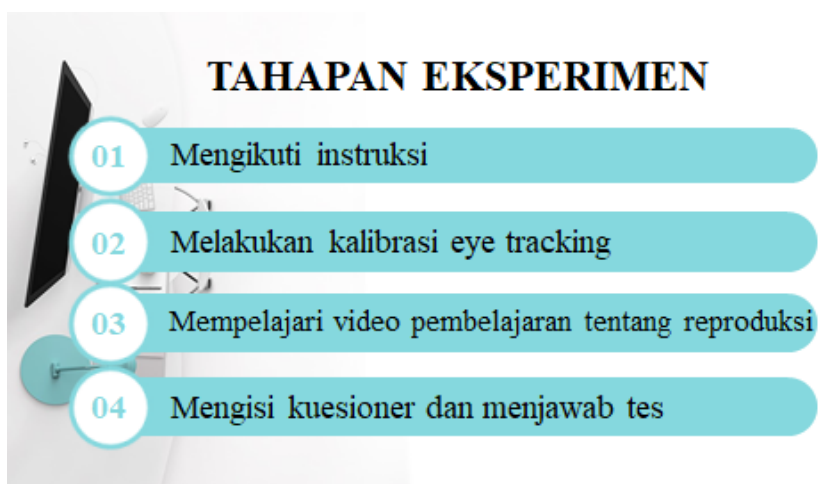 TAHAPAN EKSPERIMEN
01 Mengikuti instruksi
02 Melakukan kalibrasi eye tracking
03 Mempelajari video pembelajaran tentang reproduksi
04 Mengisi kuesioner dan menjawab tes